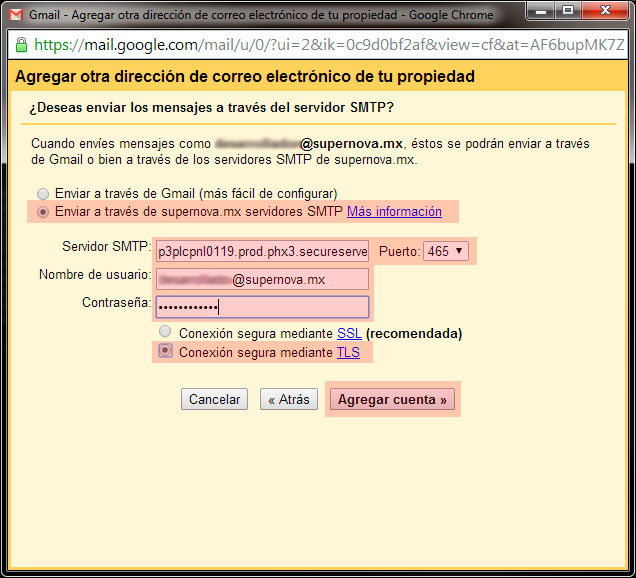 Gmail - Agregar otra dirección de correo electrónico de tu propiedad - Google Chrome
https://mail.google.com/mail/u/0/?ui=2&ik=0c9d0bf2af&view=cf&at=AF6bupMK7Z
Agregar otra dirección de correo electrónico de tu propiedad
¿Deseas enviar los mensajes a través del servidor SMTP?
Cuando envíes mensajes como @supernova.mx, éstos se podrán enviar a través
de Gmail o bien a través de los servidores SMTP de supernova.mx.
Enviar a través de Gmail (más fácil de configurar)
Enviar a través de supernova.mx servidores SMTP Más información
Servidor SMTP: p3plcpnl0119.prod.phx3.secureserve Puerto: 465
Nombre de usuario: @supernova.mx
Contraseña: ••••••••••••
Conexión segura mediante SSL (recomendada)
Conexión segura mediante TLS
Cancelar « Atrás Agregar cuenta »